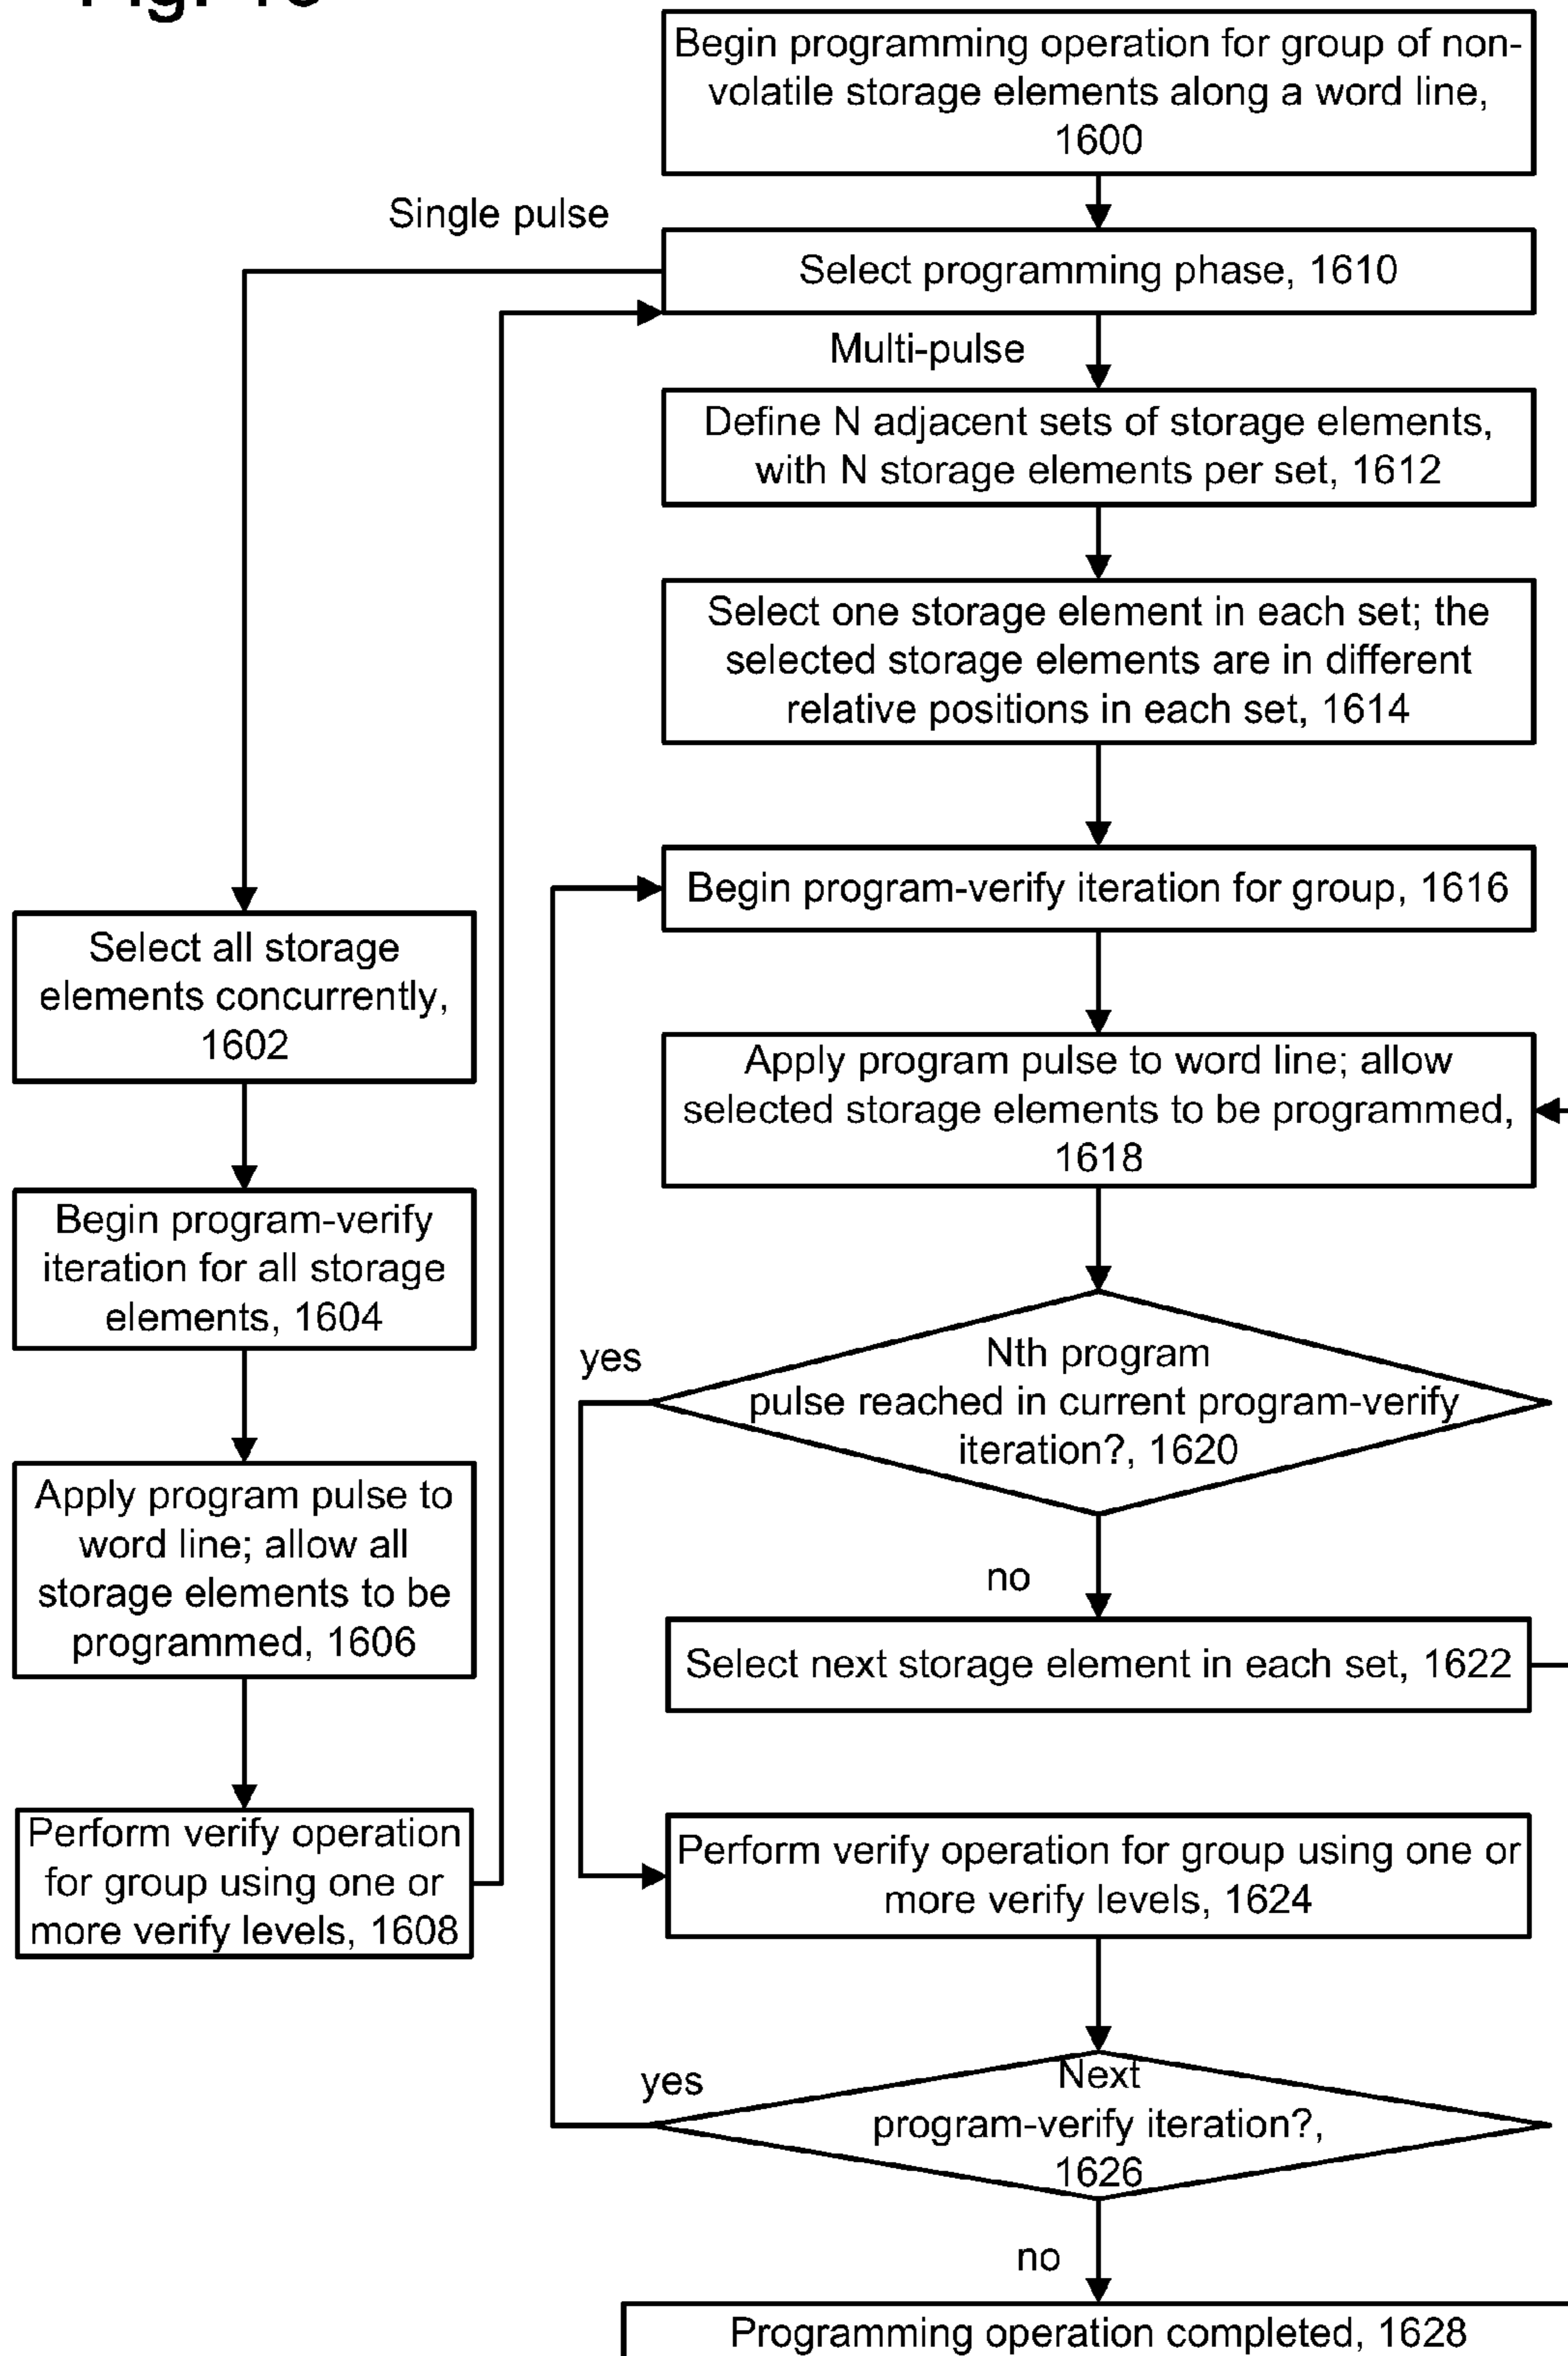 Begin programming operation for group of non-
volatile storage elements along a word line,
1600
Single pulse
Select programming phase, 1610
Multi-pulse
Define N adjacent sets of storage elements,
with N storage elements per set, 1612
Select one storage element in each set; the
selected storage elements are in different
relative positions in each set, 1614
Begin program-verify iteration for group, 1616
Select all storage
elements concurrently,
1602
Apply program pulse to word line; allow
selected storage elements to be programmed,
1618
Begin program-verify
iteration for all storage
elements, 1604
yes
Nth program
pulse reached in current program-verify
iteration?, 1620
Apply program pulse to
word line; allow all
storage elements to be
programmed, 1606
no
Select next storage element in each set, 1622
Perform verify operation
for group using one or
more verify levels, 1608
Perform verify operation for group using one or
more verify levels, 1624
yes
Next
program-verify iteration?,
1626
no
Programming operation completed, 1628